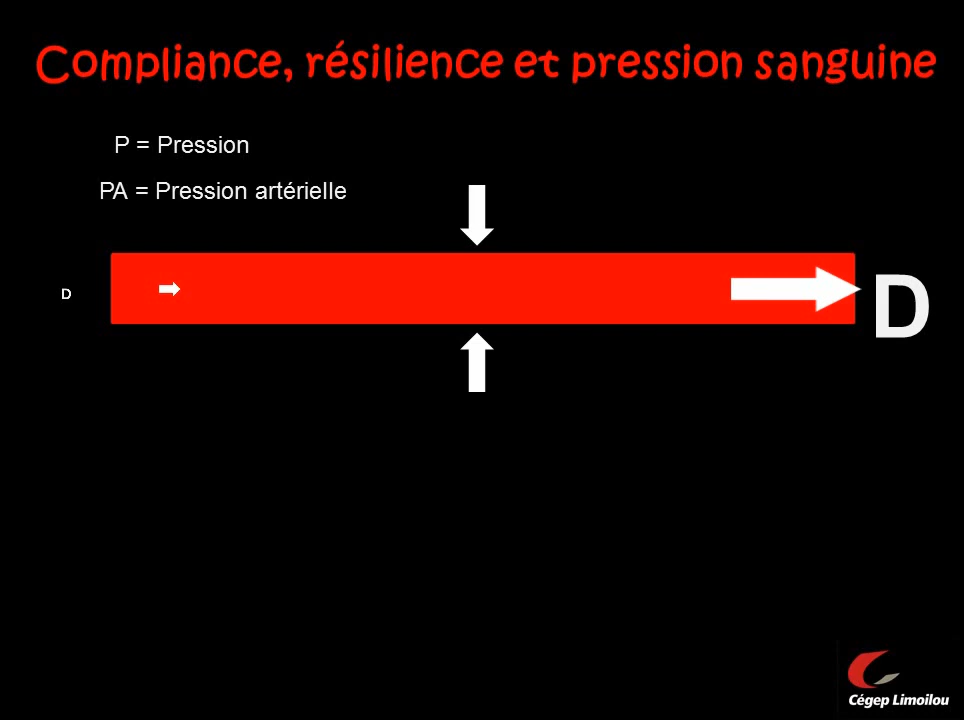 Compliance, résilience et pression sanguine
P = Pression
PA = Pression artérielle
D
D
Cégep Limoilou